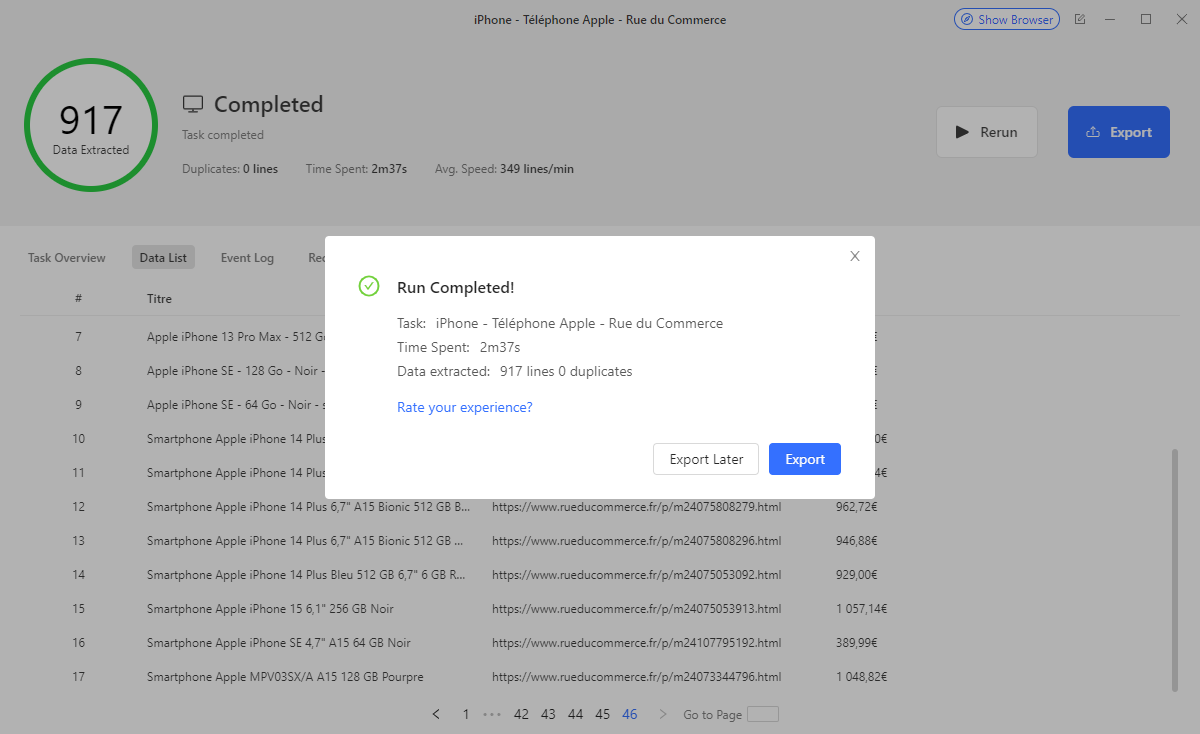 iPhone - Téléphone Apple - Rue du Commerce
Show Browser
917
Data Extracted
Completed
Task completed
Duplicates: 0 lines Time Spent: 2m37s Avg. Speed: 349 lines/min
Rerun
Export
Task Overview Data List Event Log
# Titre
7 Apple iPhone 13 Pro Max - 512
8 Apple iPhone SE - 128 Go - Noir -
9 Apple iPhone SE - 64 Go - Noir -
10 Smartphone Apple iPhone 14 Plus
11 Smartphone Apple iPhone 14 Plus
Run Completed!
Task: iPhone - Téléphone Apple - Rue du Commerce
Time Spent: 2m37s
Data extracted: 917 lines 0 duplicates
Rate your experience?
Export Later Export
12 Smartphone Apple iPhone 14 Plus 6,7" A15 Bionic 512 GB B... https://www.rueducommerce.fr/p/m24075808279.html 962,72€
13 Smartphone Apple iPhone 14 Plus 6,7" A15 Bionic 512 GB ... https://www.rueducommerce.fr/p/m24075808296.html 946,88€
14 Smartphone Apple iPhone 14 Plus Bleu 512 GB 6,7" 6 GB R... https://www.rueducommerce.fr/p/m24075053092.html 929,00€
15 Smartphone Apple iPhone 15 6,1" 256 GB Noir https://www.rueducommerce.fr/p/m24075053913.html 1 057,14€
16 Smartphone Apple iPhone SE 4,7" A15 64 GB Noir https://www.rueducommerce.fr/p/m24107795192.html 389,99€
17 Smartphone Apple MPV03SX/A A15 128 GB Pourpre https://www.rueducommerce.fr/p/m24073344796.html 1 048,82€
1 ••• 42 43 44 45 46 Go to Page